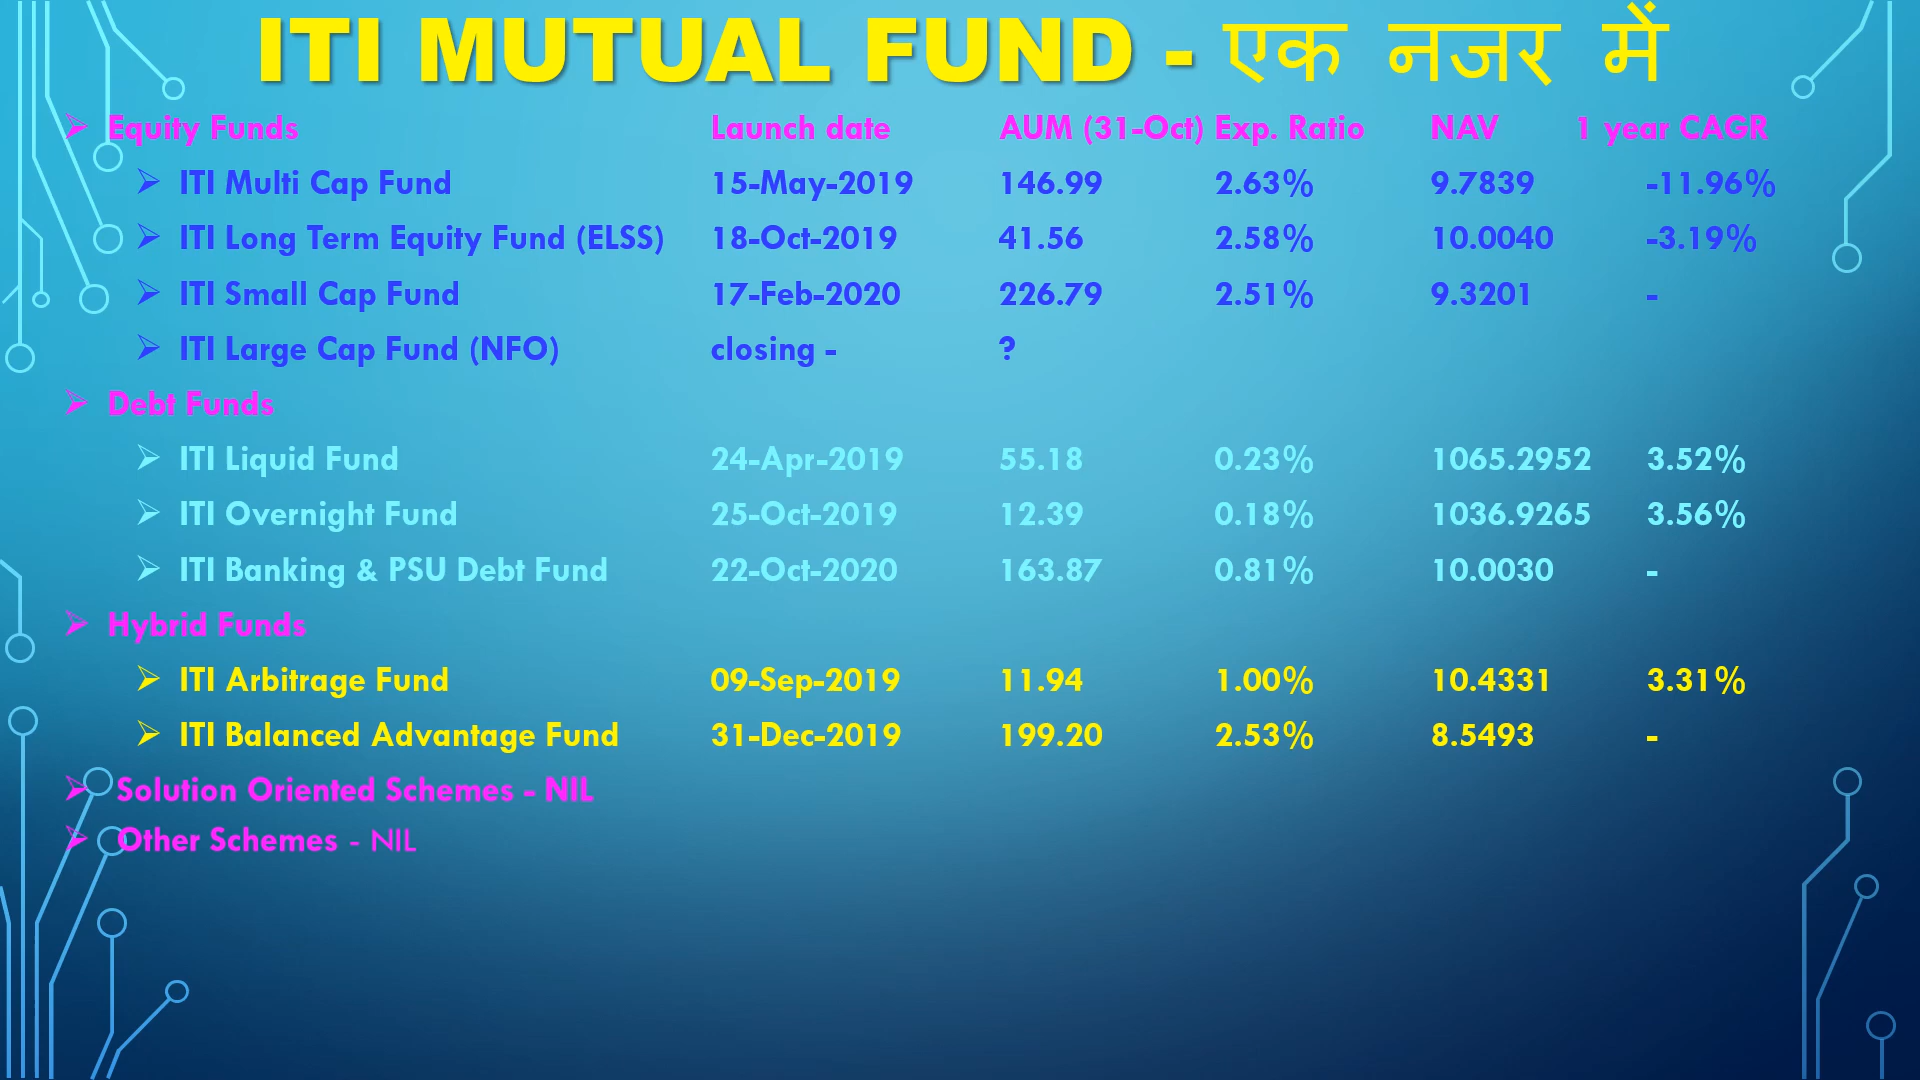 ITI MUTUAL FUND - एक नजर में
Equity Funds Launch date AUM (31-Oct) Exp. Ratio NAV 1 year CAGR
ITI Multi Cap Fund 15-May-2019 146.99 2.63% 9.7839 -11.96%
ITI Long Term Equity Fund (ELSS) 18-Oct-2019 41.56 2.58% 10.0040 -3.19%
ITI Small Cap Fund 17-Feb-2020 226.79 2.51% 9.3201 -
ITI Large Cap Fund (NFO) closing - ?
Debt Funds
ITI Liquid Fund 24-Apr-2019 55.18 0.23% 1065.2952 3.52%
ITI Overnight Fund 25-Oct-2019 12.39 0.18% 1036.9265 3.56%
ITI Banking & PSU Debt Fund 22-Oct-2020 163.87 0.81% 10.0030 -
Hybrid Funds
ITI Arbitrage Fund 09-Sep-2019 11.94 1.00% 10.4331 3.31%
ITI Balanced Advantage Fund 31-Dec-2019 199.20 2.53% 8.5493 -
Solution Oriented Schemes - NIL
Other Schemes - NIL